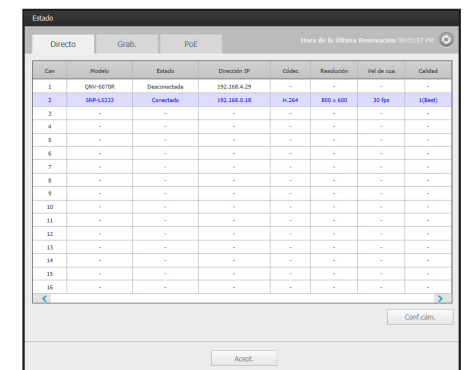 Estado
Directo Grab. PoE Hora de la Última Renovación 06:01:57 PM
Can Modelo Estado Dirección IP Códec Resolución Vel de cua Calidad
1 QNV-6070R Desconectada 192.168.4.29 - - - -
2 SNP-L5233 Conectado 192.168.0.18 H.264 800 x 600 30 fps 1(Best)
3 - - - - - - -
4 - - - - - - -
5 - - - - - - -
6 - - - - - - -
7 - - - - - - -
8 - - - - - - -
9 - - - - - - -
10 - - - - - - -
11 - - - - - - -
12 - - - - - - -
13 - - - - - - -
14 - - - - - - -
15 - - - - - - -
16 - - - - - - -
Conf.cám.
Acept.